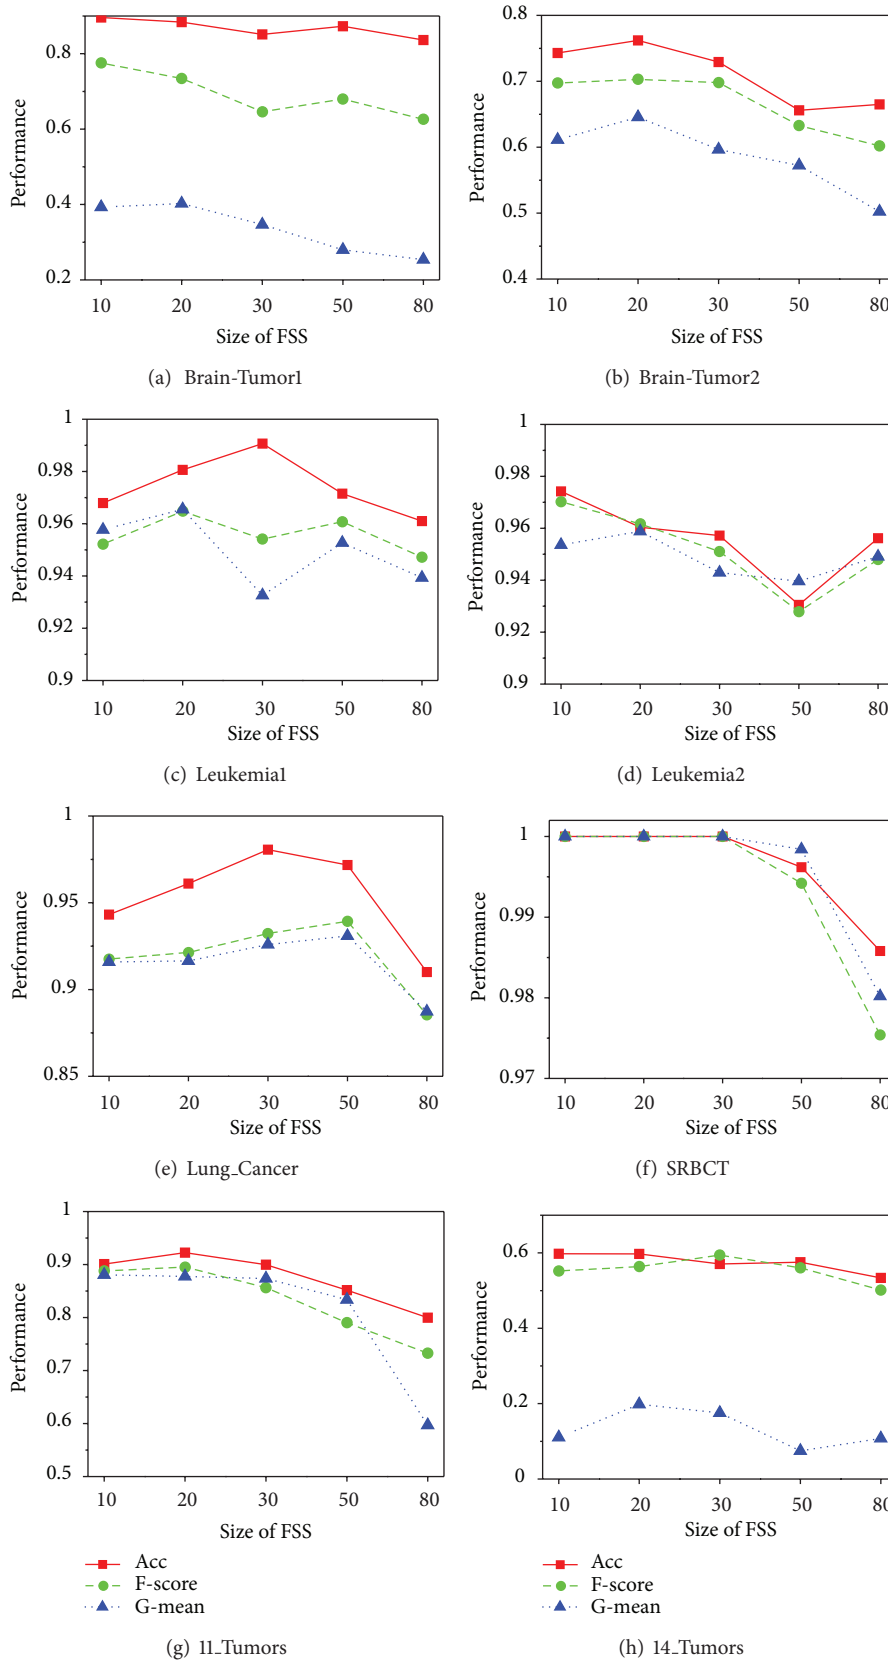 Performance
0.8
0.6
0.4
0.2
10 20 30 50 80
Size of FSS
(a) Brain-Tumor1
Performance
0.8
0.7
0.6
0.5
0.4
10 20 30 50 80
Size of FSS
(b) Brain-Tumor2
Performance
1
0.98
0.96
0.94
0.92
0.9
10 20 30 50 80
Size of FSS
(c) Leukemia1
Performance
1
0.98
0.96
0.94
0.92
0.9
10 20 30 50 80
Size of FSS
(d) Leukemia2
Performance
1
0.95
0.9
0.85
10 20 30 50 80
Size of FSS
(e) Lung_Cancer
Performance
1
0.99
0.98
0.97
10 20 30 50 80
Size of FSS
(f) SRBCT
Performance
1
0.9
0.8
0.7
0.6
0.5
10 20 30 50 80
Size of FSS
Acc
F-score
G-mean
(g) 11_Tumors
Performance
0.6
0.4
0.2
0
10 20 30 50 80
Size of FSS
Acc
F-score
G-mean
(h) 14_Tumors